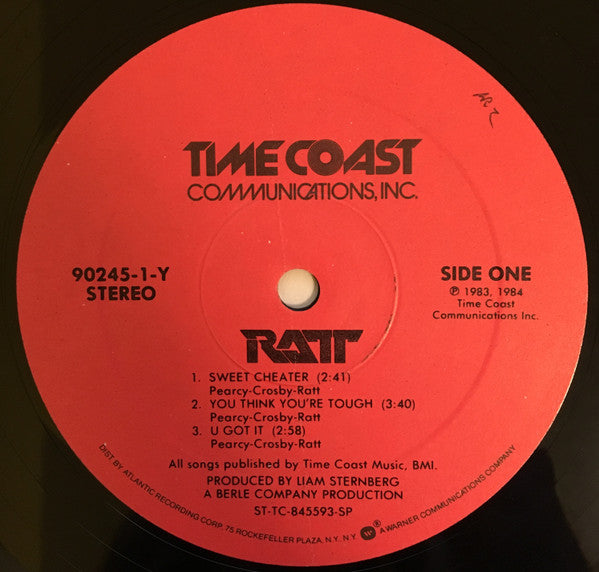 TIME COAST
COMMUNICATIONS, INC.
90245-1-Y
STEREO
SIDE ONE
℗ 1983, 1984
Time Coast
Communications Inc.
RATT
1. SWEET CHEATER (2:41)
Pearcy-Crosby-Ratt
2. YOU THINK YOU'RE TOUGH (3:40)
Pearcy-Crosby-Ratt
3. U GOT IT (2:58)
Pearcy-Crosby-Ratt
All songs published by Time Coast Music, BMI.
PRODUCED BY LIAM STERNBERG
A BERLE COMPANY PRODUCTION
ST-TC-845593-SP
DIST BY ATLANTIC RECORDING CORP. 75 ROCKEFELLER PLAZA, N.Y. N.Y. ® A WARNER COMMUNICATIONS COMPANY